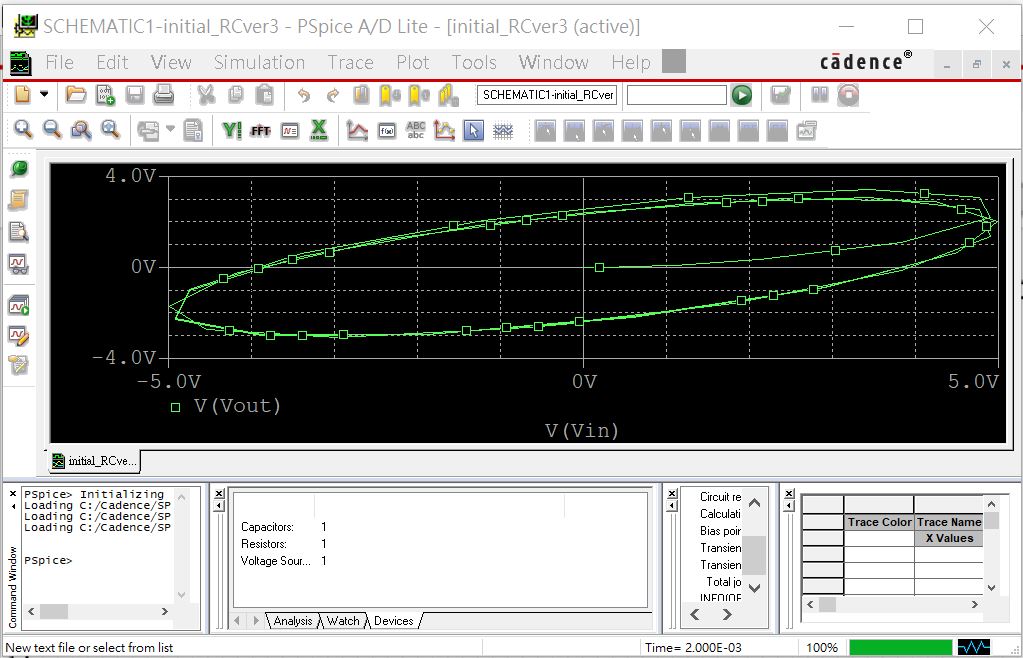 SCHEMATIC1-initial_RCver3 - PSpice A/D Lite - [initial_RCver3 (active)]
File Edit View Simulation Trace Plot Tools Window Help
cādence®
SCHEMATIC1-initial_RCver
FFT
ABC
abc
4.0V
0V
-4.0V
-5.0V 0V 5.0V
V(Vout)
V(Vin)
initial_RCve...
Command Window
PSpice> Initializing
Loading C:/Cadence/SP
Loading C:/Cadence/SP
Loading C:/Cadence/SP
PSpice>
Capacitors: 1
Resistors: 1
Voltage Sour... 1
Analysis Watch Devices
Circuit re
Calculati
Bias poir
Transien
Transien
Total jo
Trace Color Trace Name
X Values
New text file or select from list
Time= 2.000E-03
100%